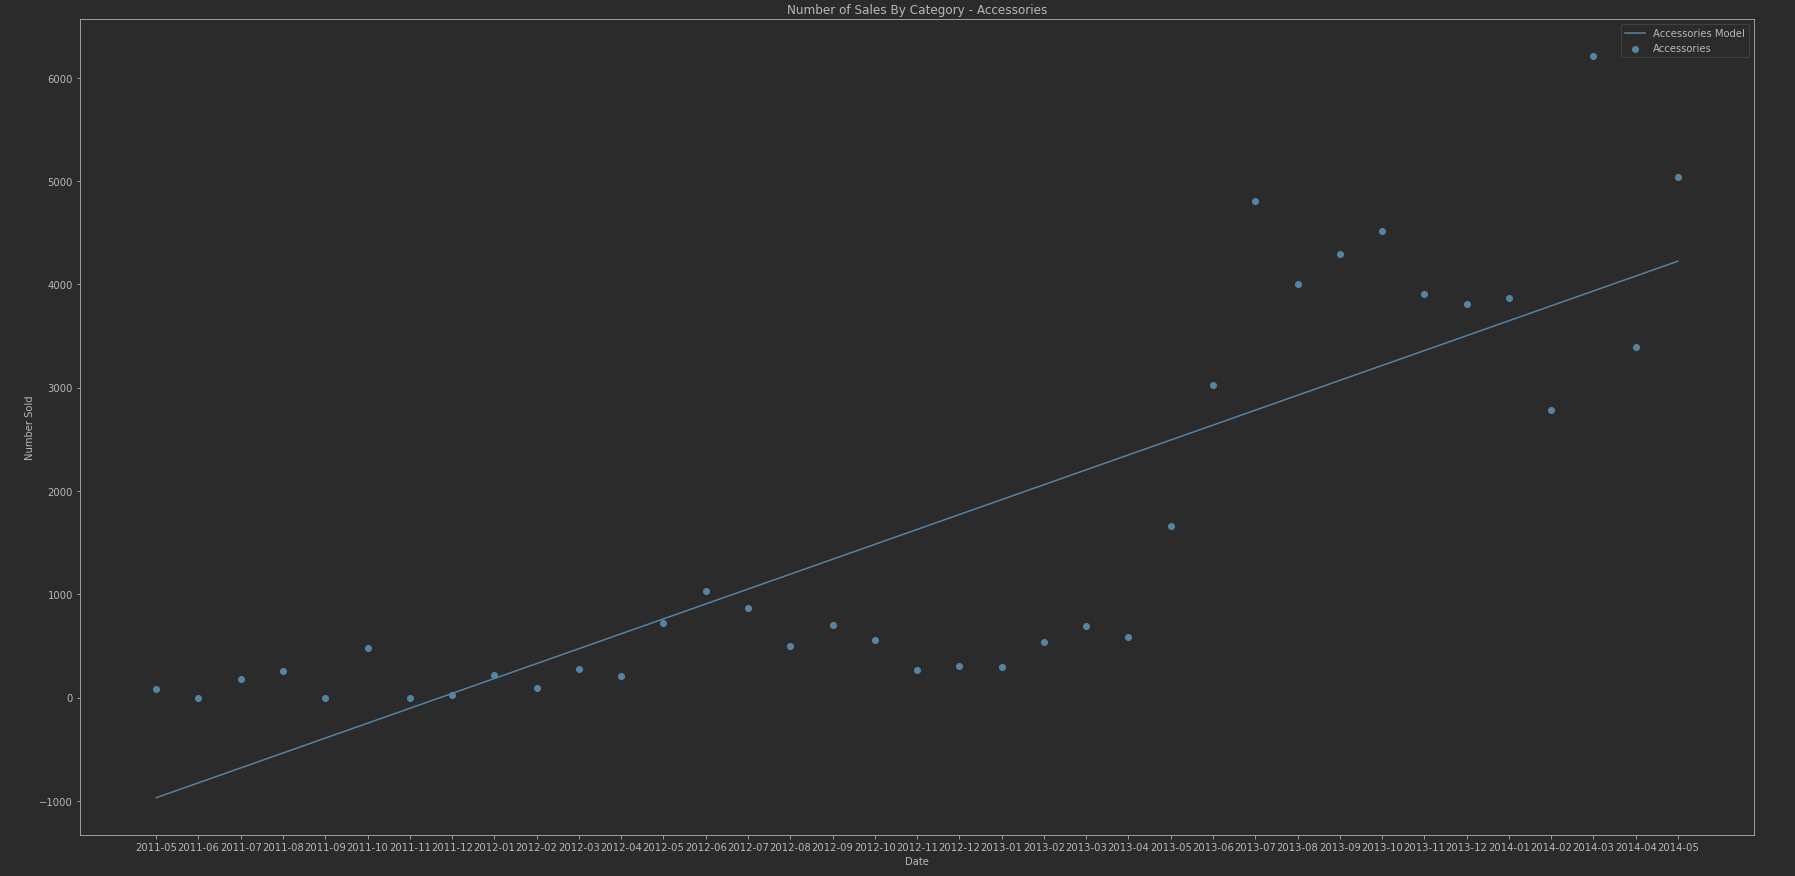 Number of Sales By Category - Accessories
Accessories Model
Accessories
6000
5000
4000
3000
2000
1000
0
−1000
Number Sold
2011-05 2011-06 2011-07 2011-08 2011-09 2011-10 2011-11 2011-12 2012-01 2012-02 2012-03 2012-04 2012-05 2012-06 2012-07 2012-08 2012-09 2012-10 2012-11 2012-12 2013-01 2013-02 2013-03 2013-04 2013-05 2013-06 2013-07 2013-08 2013-09 2013-10 2013-11 2013-12 2014-01 2014-02 2014-03 2014-04 2014-05
Date